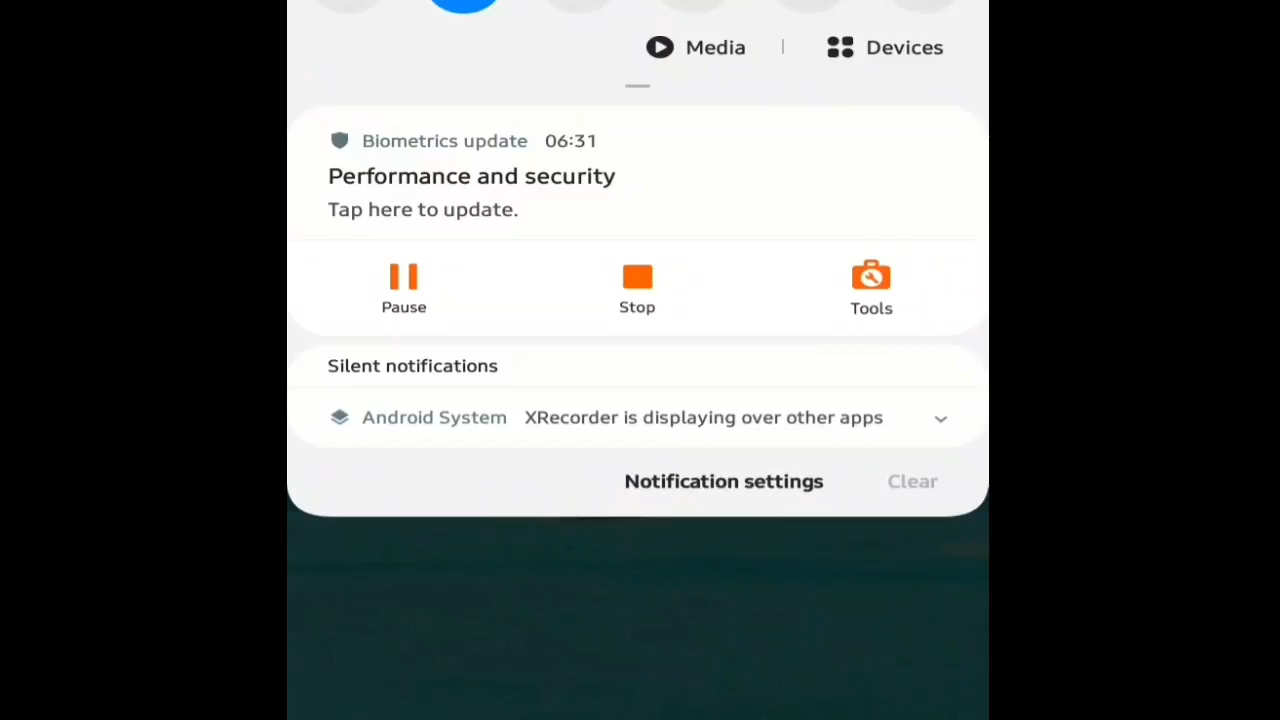 Media | Devices
Biometrics update 06:31
Performance and security
Tap here to update.
Pause Stop Tools
Silent notifications
Android System XRecorder is displaying over other apps
Notification settings Clear